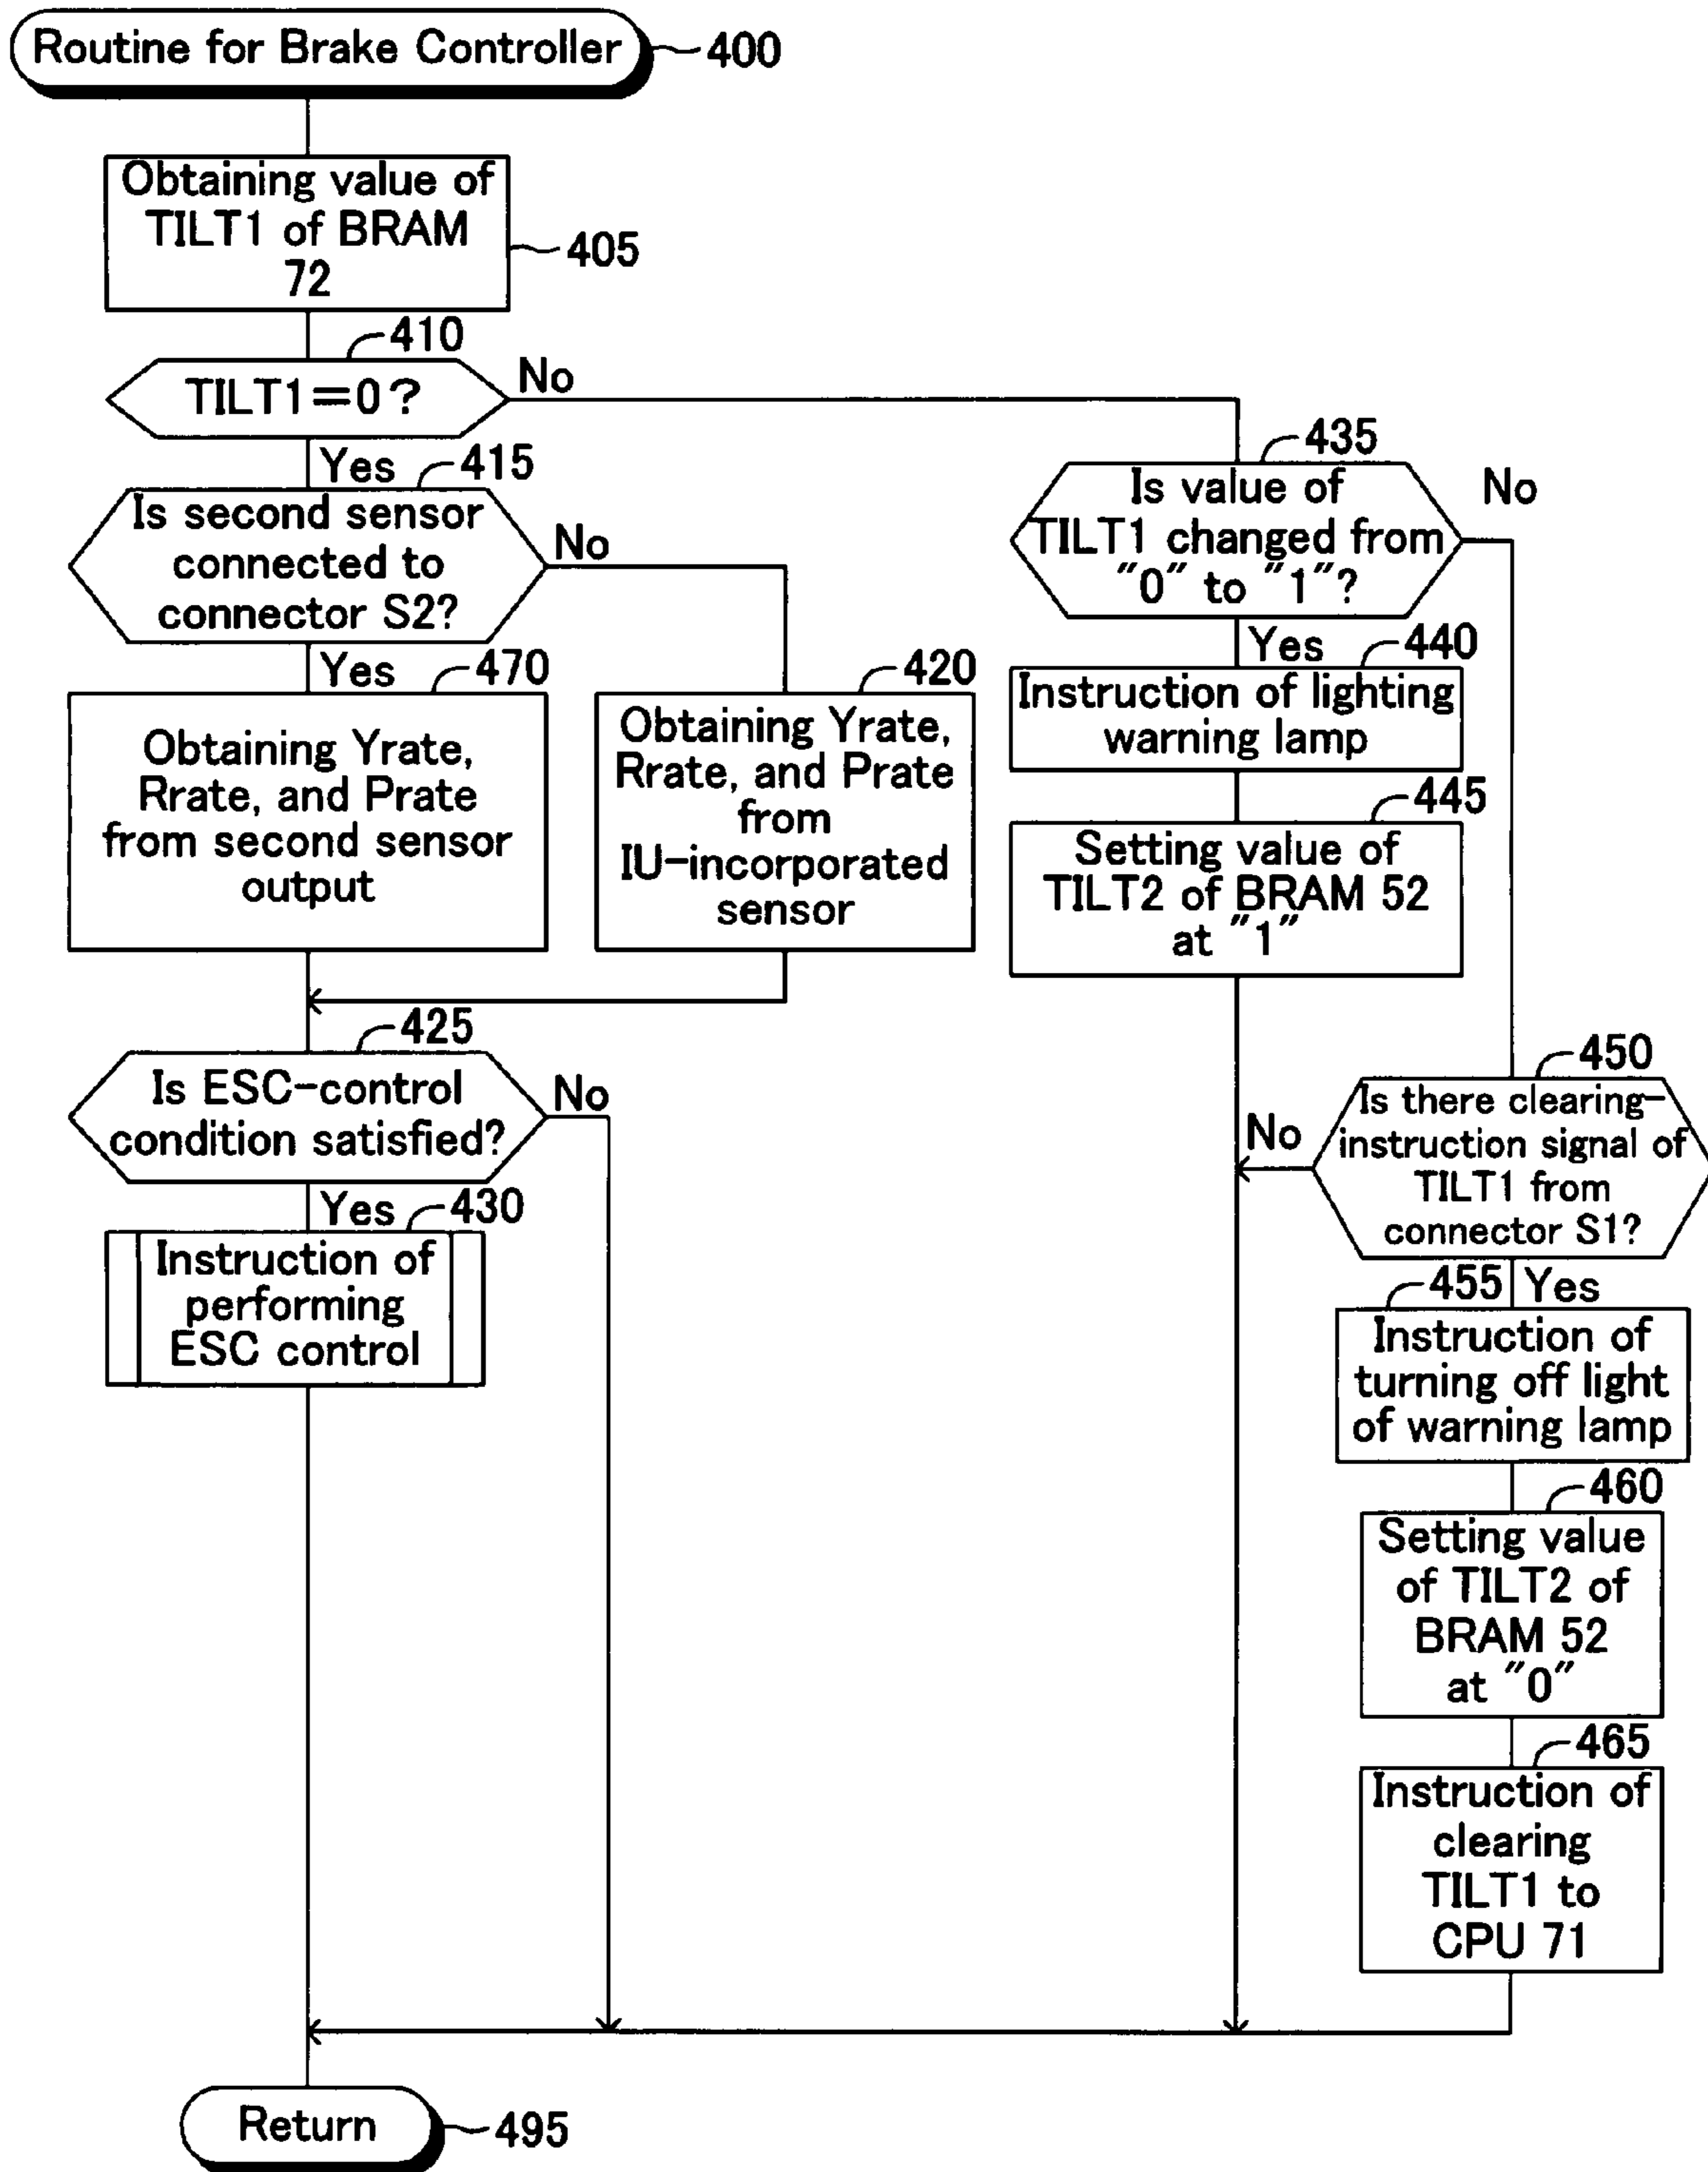 Routine for Brake Controller
400
Obtaining value of
TILT1 of BRAM
72
405
410
TILT1=0?
No
Yes
415
Is second sensor
connected to
connector S2?
No
Yes
470
Obtaining Yrate,
Rrate, and Prate
from second sensor
output
420
Obtaining Yrate,
Rrate, and Prate
from
IU-incorporated
sensor
425
Is ESC-control
condition satisfied?
No
Yes
430
Instruction of
performing
ESC control
435
Is value of
TILT1 changed from
"0" to "1"?
No
Yes
440
Instruction of lighting
warning lamp
445
Setting value of
TILT2 of BRAM 52
at "1"
450
Is there clearing-
instruction signal of
TILT1 from
connector S1?
No
Yes
455
Instruction of
turning off light
of warning lamp
460
Setting value
of TILT2 of
BRAM 52
at "0"
465
Instruction of
clearing
TILT1 to
CPU 71
Return
495